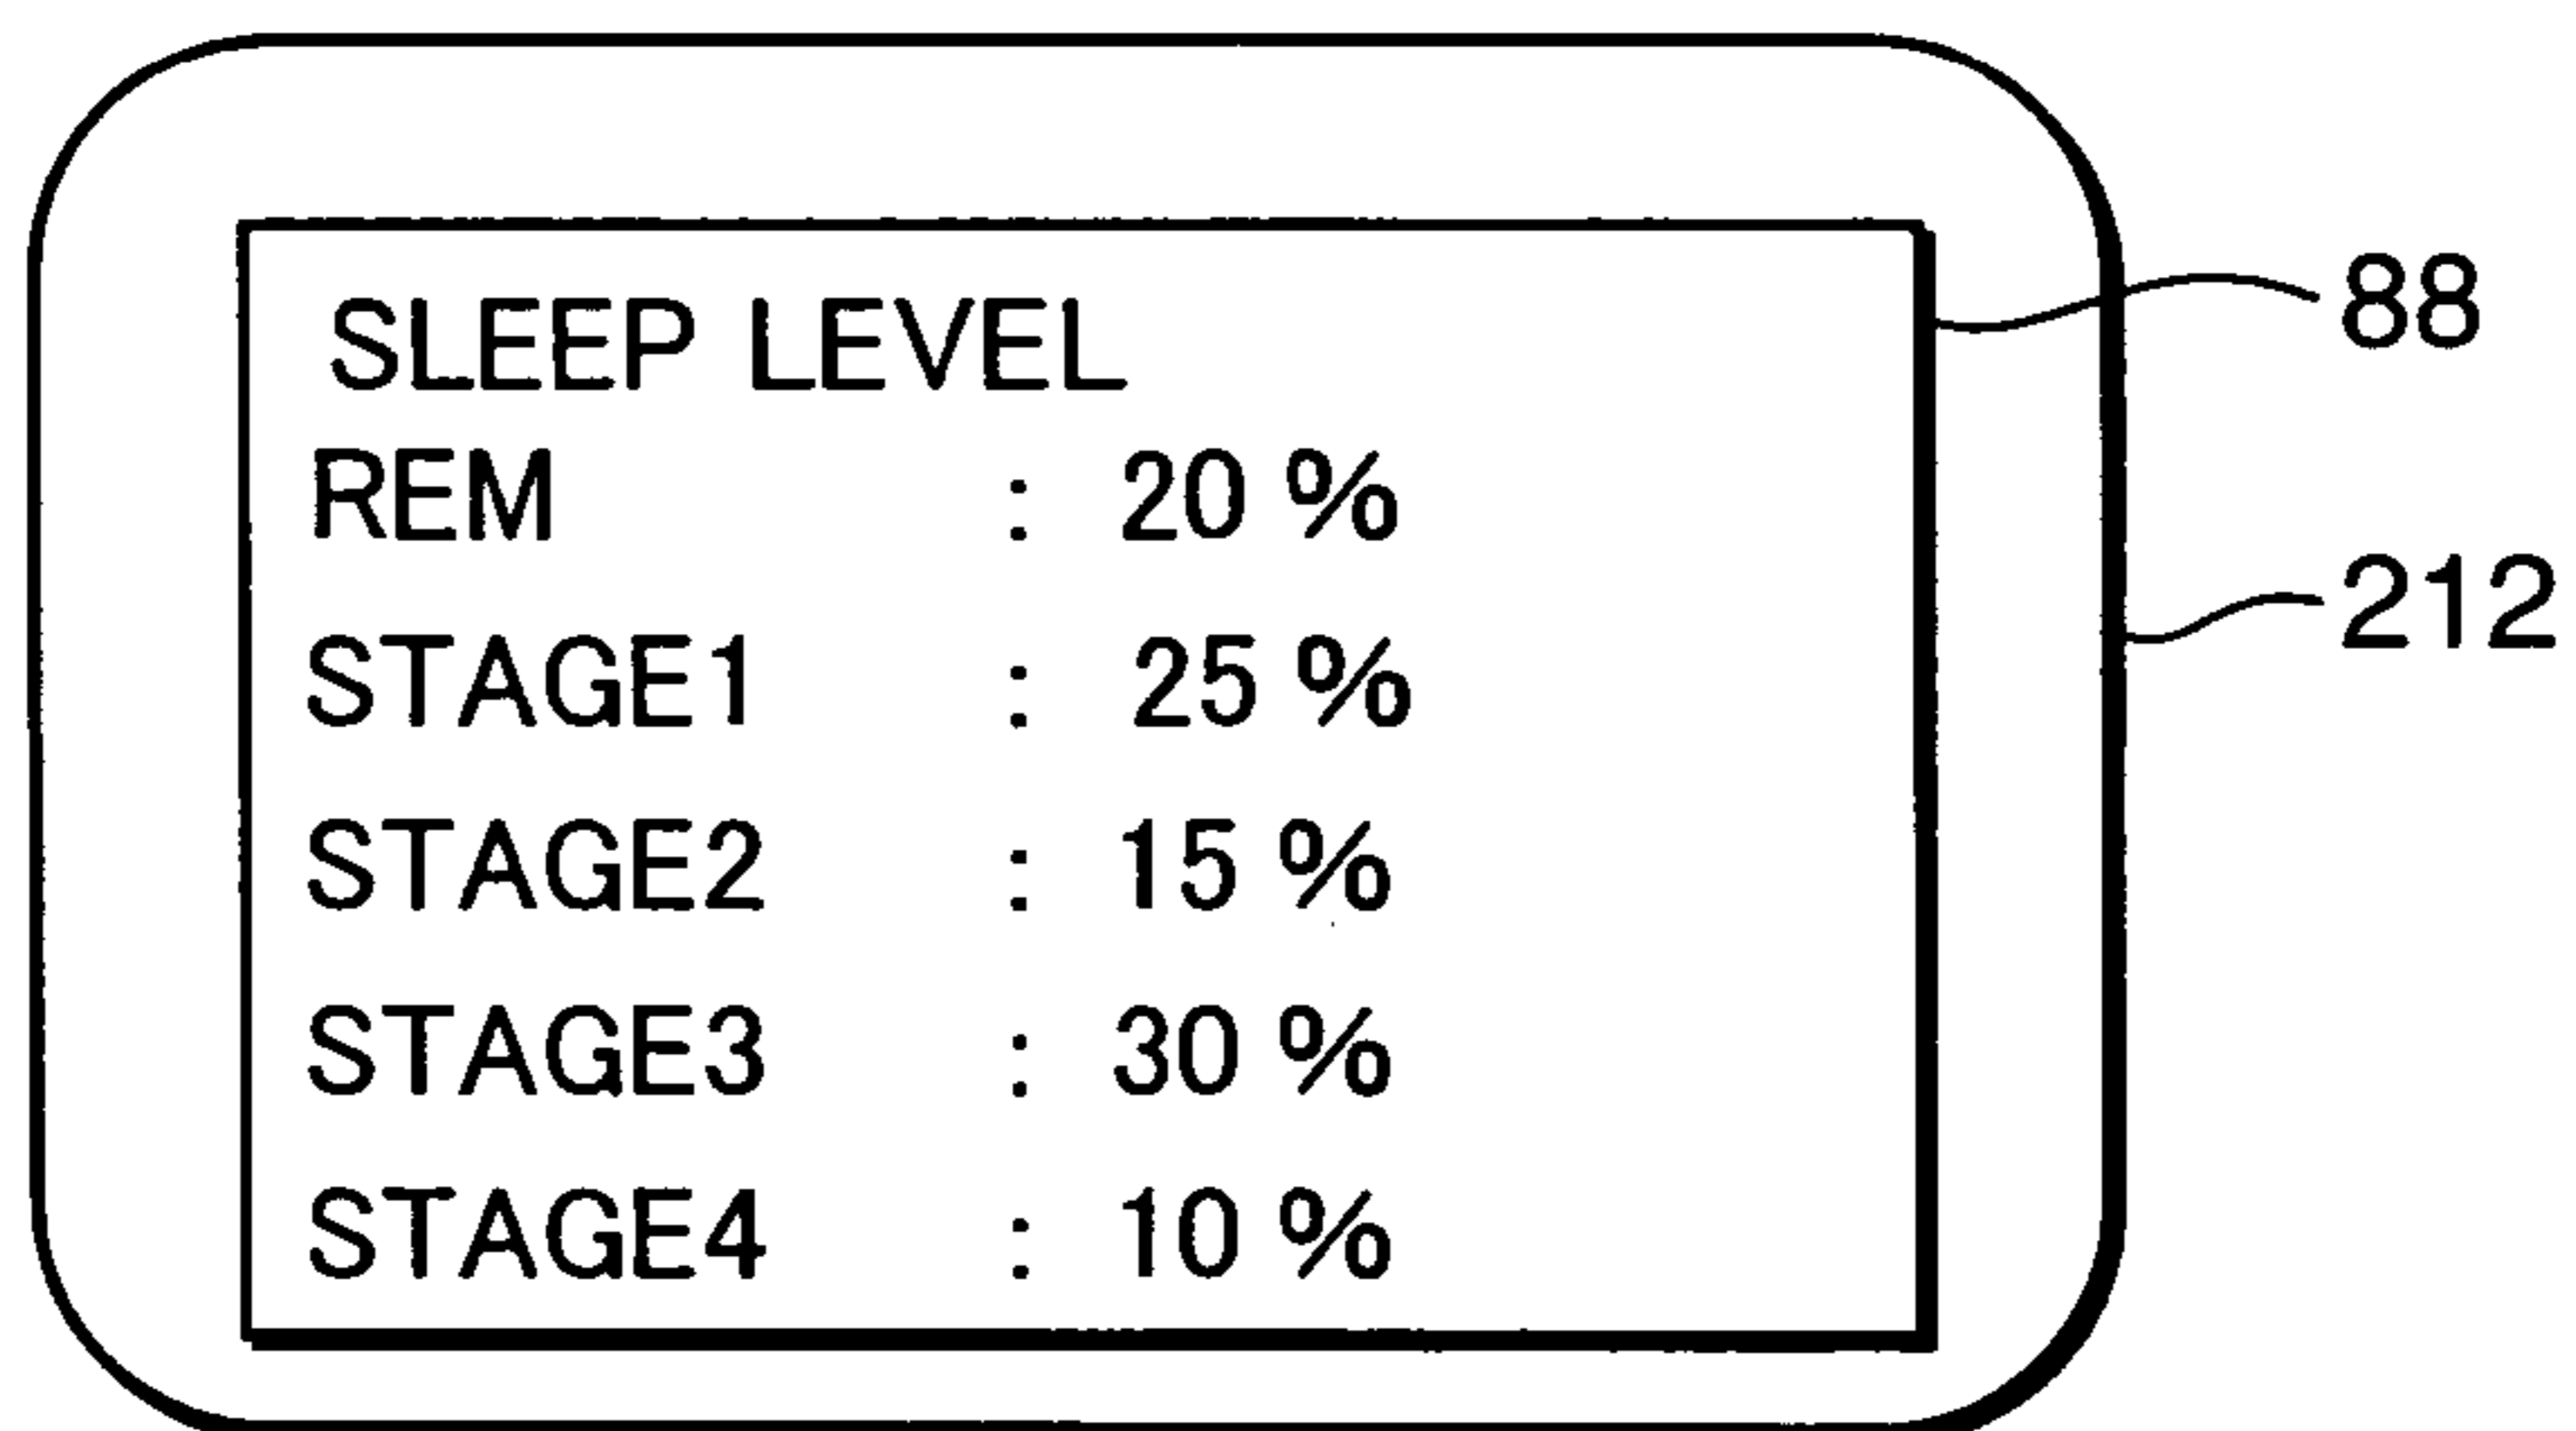 SLEEP LEVEL
REM : 20 %
STAGE1 : 25 %
STAGE2 : 15 %
STAGE3 : 30 %
STAGE4 : 10 %
88
212